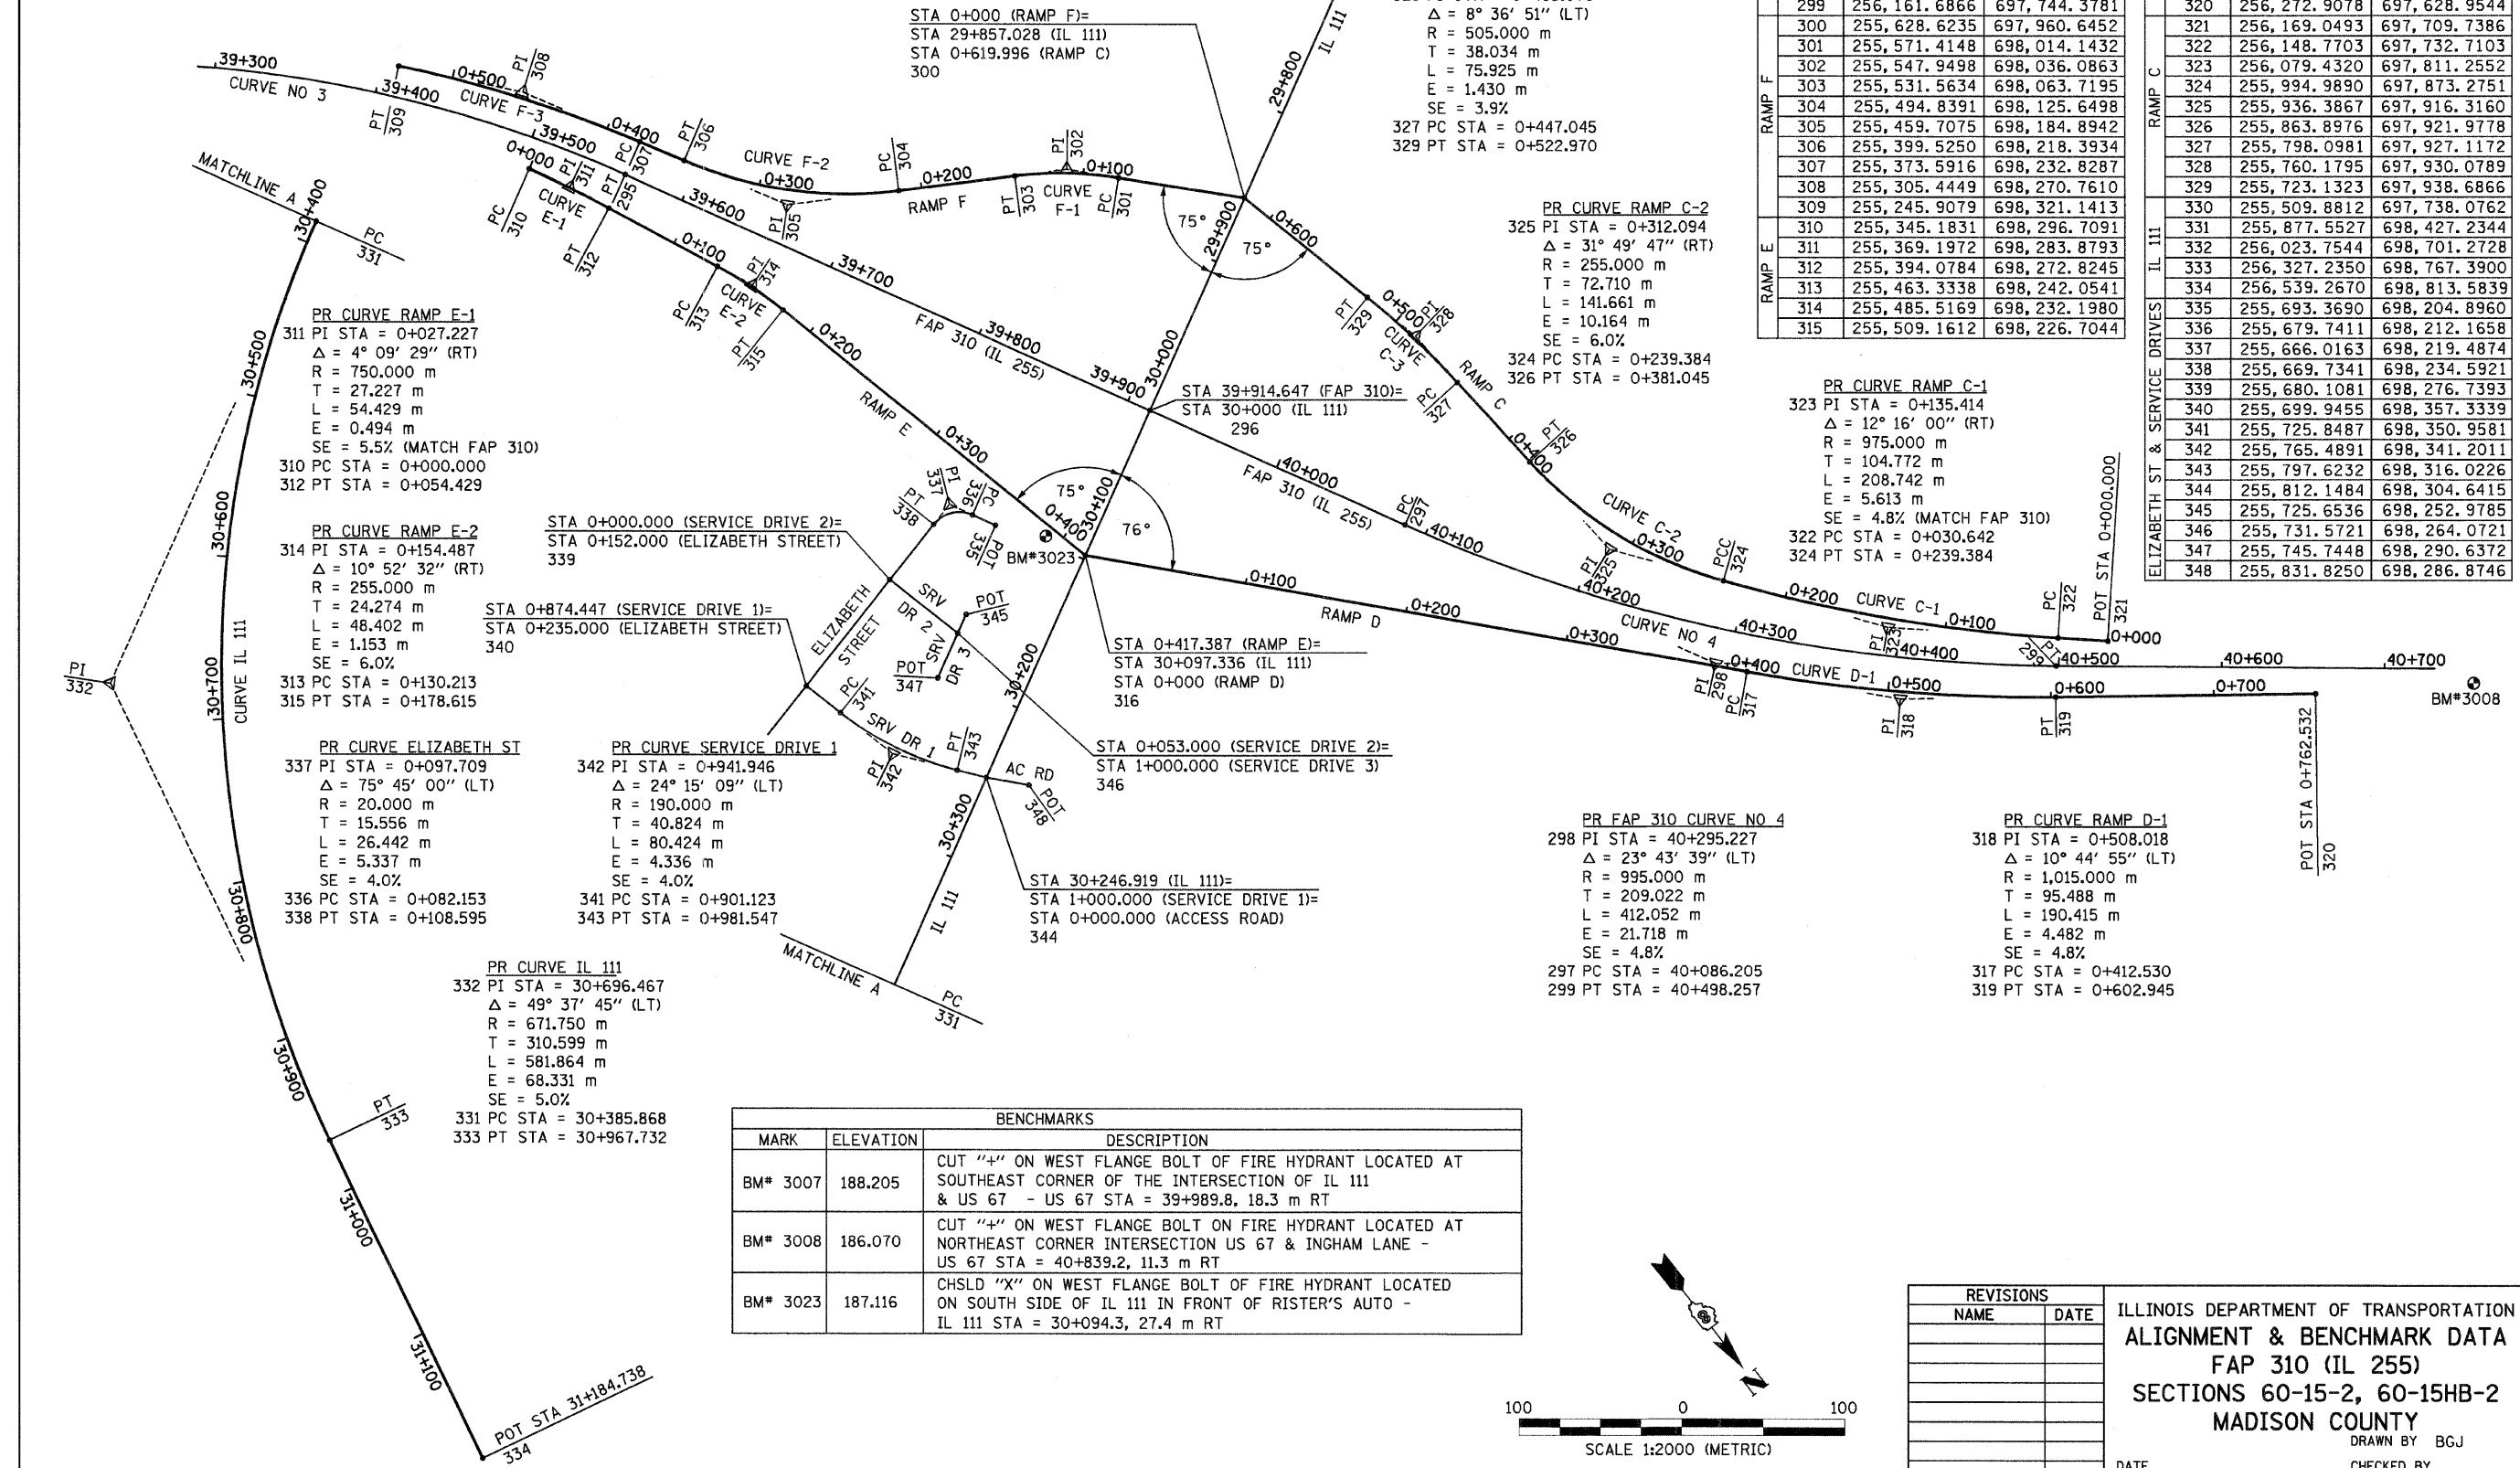 STA 0+000 (RAMP F)=
STA 29+857.028 (IL 111)
STA 0+619.996 (RAMP C)
300
Δ = 8° 36' 51" (LT)
R = 505.000 m
T = 38.034 m
L = 75.925 m
E = 1.430 m
SE = 3.9%
327 PC STA = 0+447.045
329 PT STA = 0+522.970
299 256,161.6866 697,744.3781
RAMP F
300 255,628.6235 697,960.6452
301 255,571.4148 698,014.1432
302 255,547.9498 698,036.0863
303 255,531.5634 698,063.7195
304 255,494.8391 698,125.6498
305 255,459.7075 698,184.8942
306 255,399.5250 698,218.3934
307 255,373.5916 698,232.8287
308 255,305.4449 698,270.7610
309 255,245.9079 698,321.1413
RAMP E
310 255,345.1831 698,296.7091
311 255,369.1972 698,283.8793
312 255,394.0784 698,272.8245
313 255,463.3338 698,242.0541
314 255,485.5169 698,232.1980
315 255,509.1612 698,226.7044
320 256,272.9078 697,628.9544
RAMP C
321 256,169.0493 697,709.7386
322 256,148.7703 697,732.7103
323 256,079.4320 697,811.2552
324 255,994.9890 697,873.2751
325 255,936.3867 697,916.3160
326 255,863.8976 697,921.9778
327 255,798.0981 697,927.1172
328 255,760.1795 697,930.0789
329 255,723.1323 697,938.6866
IL 111
330 255,509.8812 697,738.0762
331 255,877.5527 698,427.2344
332 256,023.7544 698,701.2728
333 256,327.2350 698,767.3900
334 256,539.2670 698,813.5839
ELIZABETH ST & SERVICE DRIVES
335 255,693.3690 698,204.8960
336 255,679.7411 698,212.1658
337 255,666.0163 698,219.4874
338 255,669.7341 698,234.5921
339 255,680.1081 698,276.7393
340 255,699.9455 698,357.3339
341 255,725.8487 698,350.9581
342 255,765.4891 698,341.2011
343 255,797.6232 698,316.0226
344 255,812.1484 698,304.6415
345 255,725.6536 698,252.9785
346 255,731.5721 698,264.0721
347 255,745.7448 698,290.6372
348 255,831.8250 698,286.8746
39+300
CURVE NO 3
39+400
PT
309
0+500
PI
308
CURVE F-3
39+500
0+400
PC
307
PT
306
CURVE F-2
0+300
PI
305
PC
304
0+200
RAMP F
PT
303
PI
302
CURVE
F-1
0+100
PC
301
29+800
IL 111
29+900
75°
75°
0+600
PT
329
0+500
PI
328
CURVE
C-3
PC
327
RAMP C
PT
326
0+400
CURVE C-2
PI
325
0+300
PCC
324
0+200
CURVE C-1
PI
323
0+100
PC
322
POT STA 0+000.000
321
0+000
MATCHLINE A
30+400
PC
331
0+000
PI
311
PC
310
CURVE
E-1
PT
295
PT
312
39+600
0+100
PI
314
PC
313
CURVE
E-2
PT
315
39+700
0+200
FAP 310 (IL 255)
39+800
39+900
30+000
RAMP E
0+300
75°
0+400
30+100
76°
STA 39+914.647 (FAP 310)=
STA 30+000 (IL 111)
296
40+000
FAP 310 (IL 255)
PC
297
40+100
40+200
CURVE NO 4
40+300
40+400
PT
299
40+500
40+600
40+700
BM#3008
PR CURVE RAMP C-2
325 PI STA = 0+312.094
Δ = 31° 49' 47" (RT)
R = 255.000 m
T = 72.710 m
L = 141.661 m
E = 10.164 m
SE = 6.0%
324 PC STA = 0+239.384
326 PT STA = 0+381.045
PR CURVE RAMP C-1
323 PI STA = 0+135.414
Δ = 12° 16' 00" (RT)
R = 975.000 m
T = 104.772 m
L = 208.742 m
E = 5.613 m
SE = 4.8% (MATCH FAP 310)
322 PC STA = 0+030.642
324 PT STA = 0+239.384
PR CURVE RAMP E-1
311 PI STA = 0+027.227
Δ = 4° 09' 29" (RT)
R = 750.000 m
T = 27.227 m
L = 54.429 m
E = 0.494 m
SE = 5.5% (MATCH FAP 310)
310 PC STA = 0+000.000
312 PT STA = 0+054.429
PR CURVE RAMP E-2
314 PI STA = 0+154.487
Δ = 10° 52' 32" (RT)
R = 255.000 m
T = 24.274 m
L = 48.402 m
E = 1.153 m
SE = 6.0%
313 PC STA = 0+130.213
315 PT STA = 0+178.615
30+500
30+600
PI
332
30+700
CURVE IL 111
30+800
30+900
PT
333
31+000
31+100
POT STA 31+184.738
334
STA 0+000.000 (SERVICE DRIVE 2)=
STA 0+152.000 (ELIZABETH STREET)
339
STA 0+874.447 (SERVICE DRIVE 1)=
STA 0+235.000 (ELIZABETH STREET)
340
PT
338
PI
337
PC
336
POT
335
BM#3023
ELIZABETH
STREET
SRV
DR 2
POT
345
SRV
DR 3
POT
347
PC
341
SRV DR 1
PI
342
PT
343
30+200
AC RD
POT
348
30+300
IL 111
MATCHLINE A
PC
331
STA 0+417.387 (RAMP E)=
STA 30+097.336 (IL 111)
STA 0+000 (RAMP D)
316
STA 0+053.000 (SERVICE DRIVE 2)=
STA 1+000.000 (SERVICE DRIVE 3)
346
STA 30+246.919 (IL 111)=
STA 1+000.000 (SERVICE DRIVE 1)=
STA 0+000.000 (ACCESS ROAD)
344
0+100
RAMP D
0+200
0+300
PI
298
0+400
PC
317
CURVE D-1
0+500
PI
318
0+600
PT
319
0+700
POT STA 0+762.532
320
PR CURVE ELIZABETH ST
337 PI STA = 0+097.709
Δ = 75° 45' 00" (LT)
R = 20.000 m
T = 15.556 m
L = 26.442 m
E = 5.337 m
SE = 4.0%
336 PC STA = 0+082.153
338 PT STA = 0+108.595
PR CURVE SERVICE DRIVE 1
342 PI STA = 0+941.946
Δ = 24° 15' 09" (LT)
R = 190.000 m
T = 40.824 m
L = 80.424 m
E = 4.336 m
SE = 4.0%
341 PC STA = 0+901.123
343 PT STA = 0+981.547
PR CURVE IL 111
332 PI STA = 30+696.467
Δ = 49° 37' 45" (LT)
R = 671.750 m
T = 310.599 m
L = 581.864 m
E = 68.331 m
SE = 5.0%
331 PC STA = 30+385.868
333 PT STA = 30+967.732
PR FAP 310 CURVE NO 4
298 PI STA = 40+295.227
Δ = 23° 43' 39" (LT)
R = 995.000 m
T = 209.022 m
L = 412.052 m
E = 21.718 m
SE = 4.8%
297 PC STA = 40+086.205
299 PT STA = 40+498.257
PR CURVE RAMP D-1
318 PI STA = 0+508.018
Δ = 10° 44' 55" (LT)
R = 1,015.000 m
T = 95.488 m
L = 190.415 m
E = 4.482 m
SE = 4.8%
317 PC STA = 0+412.530
319 PT STA = 0+602.945
BENCHMARKS
MARK ELEVATION DESCRIPTION
BM# 3007 188.205 CUT "+" ON WEST FLANGE BOLT OF FIRE HYDRANT LOCATED AT
SOUTHEAST CORNER OF THE INTERSECTION OF IL 111
& US 67 - US 67 STA = 39+989.8, 18.3 m RT
BM# 3008 186.070 CUT "+" ON WEST FLANGE BOLT ON FIRE HYDRANT LOCATED AT
NORTHEAST CORNER INTERSECTION US 67 & INGHAM LANE -
US 67 STA = 40+839.2, 11.3 m RT
BM# 3023 187.116 CHSLD "X" ON WEST FLANGE BOLT OF FIRE HYDRANT LOCATED
ON SOUTH SIDE OF IL 111 IN FRONT OF RISTER'S AUTO -
IL 111 STA = 30+094.3, 27.4 m RT
N
100 0 100
SCALE 1:2000 (METRIC)
REVISIONS
NAME DATE
ILLINOIS DEPARTMENT OF TRANSPORTATION
ALIGNMENT & BENCHMARK DATA
FAP 310 (IL 255)
SECTIONS 60-15-2, 60-15HB-2
MADISON COUNTY
DRAWN BY BGJ
DATE
CHECKED BY